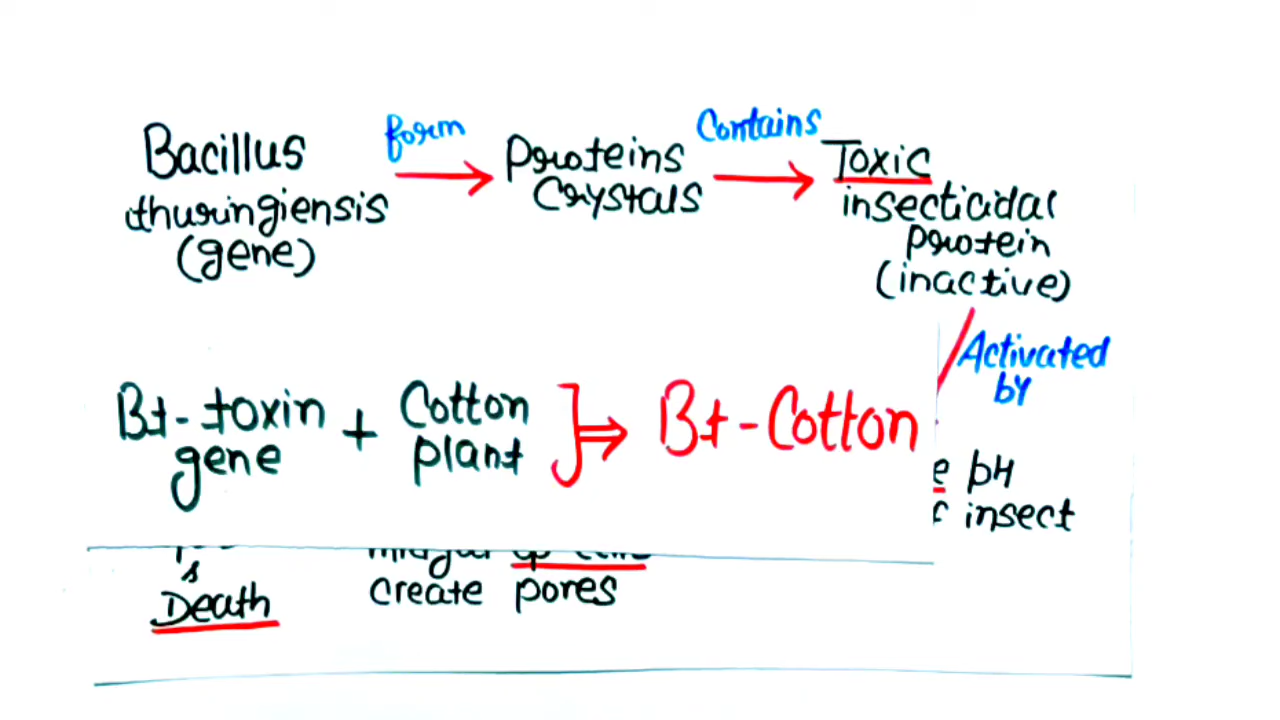 Bacillus
thuringiensis
(gene)
form
Proteins
Crystals
Contains
Toxic
insecticidal
protein
(inactive)
Activated
by
Bt-toxin
gene
+
Cotton
plant
Bt-Cotton
pH
insect
s
Death
create pores